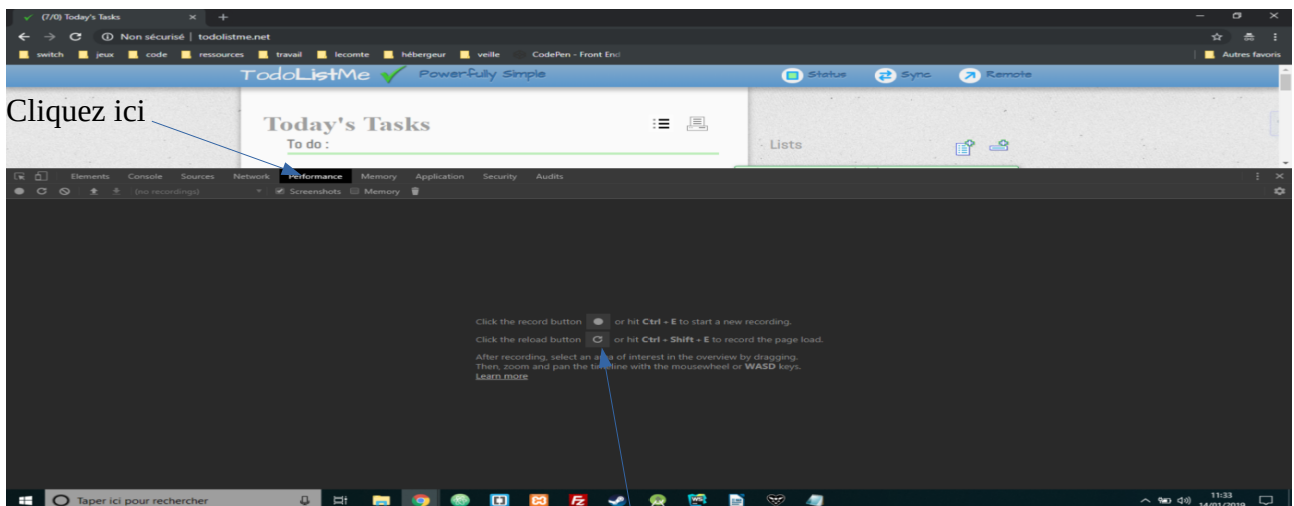 (7/0) Today's Tasks
Non sécurisé | todolistme.net
switch jeux code ressources travail lecomte hébergeur veille CodePen - Front End Autres favoris
TodoListMe Powerfully Simple Status Sync Remote
Cliquez ici
Today's Tasks
To do :
Lists
Elements Console Sources Network Performance Memory Application Security Audits
(no recordings) Screenshots Memory
Click the record button or hit Ctrl + E to start a new recording.
Click the reload button or hit Ctrl + Shift + E to record the page load.
After recording, select an area of interest in the overview by dragging.
Then, zoom and pan the timeline with the mousewheel or WASD keys.
Learn more
Taper ici pour rechercher
11:33
14/01/2019